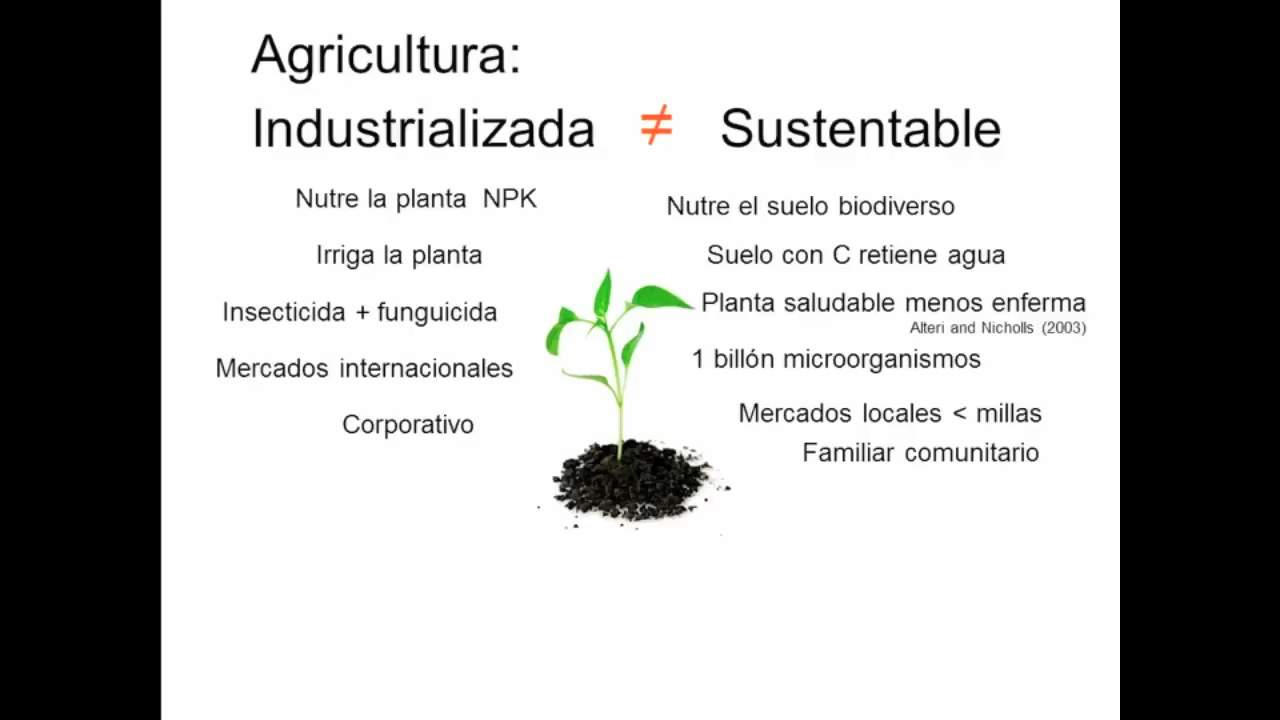 Agricultura:
Industrializada ≠ Sustentable
Nutre la planta NPK
Irriga la planta
Insecticida + funguicida
Mercados internacionales
Corporativo
Nutre el suelo biodiverso
Suelo con C retiene agua
Planta saludable menos enferma
Alteri and Nicholls (2003)
1 billón microorganismos
Mercados locales < millas
Familiar comunitario